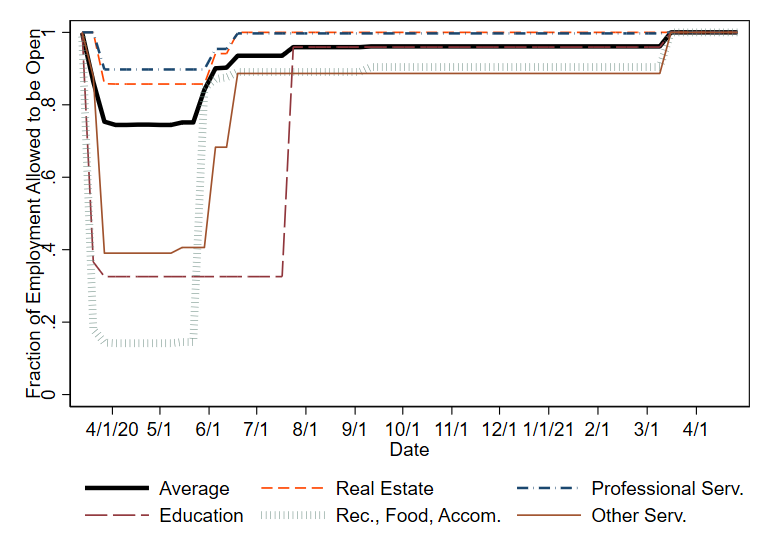 Fraction of Employment Allowed to be Open
1
.8
.6
.4
.2
0
4/1/20 5/1 6/1 7/1 8/1 9/1 10/1 11/1 12/1 1/1/21 2/1 3/1 4/1
Date
Average Real Estate Professional Serv.
Education Rec., Food, Accom. Other Serv.